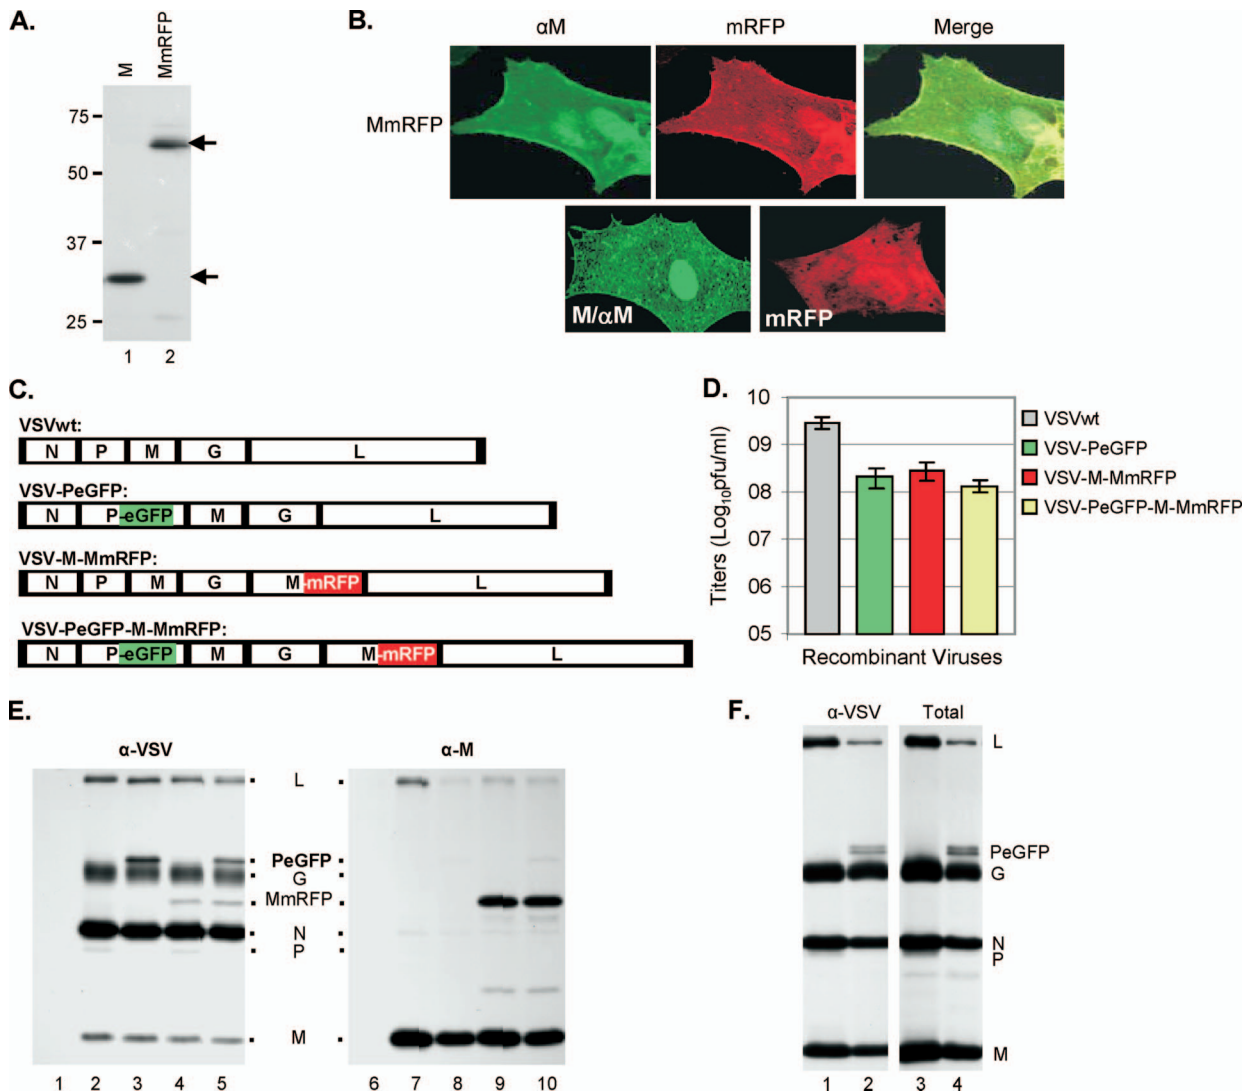 A.
M
MmRFP
75
50
37
25
1 2
B.
αM mRFP Merge
MmRFP
M/αM
mRFP
C.
VSVwt:
N P M G L
VSV-PeGFP:
N P-eGFP M G L
VSV-M-MmRFP:
N P M G M-mRFP L
VSV-PeGFP-M-MmRFP:
N P-eGFP M G M-mRFP L
D.
10
09
08
07
06
05
Titers (Log10pfu/ml)
Recombinant Viruses
VSVwt
VSV-PeGFP
VSV-M-MmRFP
VSV-PeGFP-M-MmRFP
E.
α-VSV α-M
L
PeGFP
G
MmRFP
N
P
M
1 2 3 4 5 6 7 8 9 10
F.
α-VSV Total
L
PeGFP
G
N
P
M
1 2 3 4